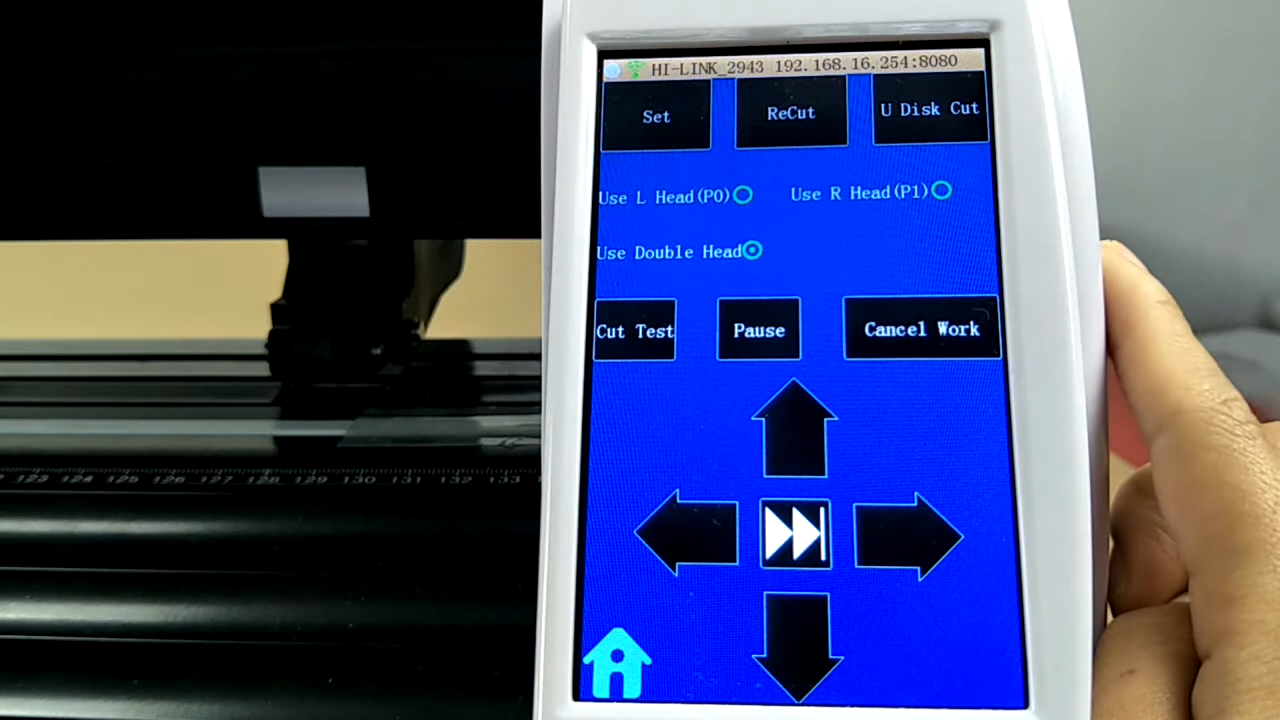 HI-LINK_2943 192.168.16.254:8080
Set ReCut U Disk Cut
Use L Head(P0) Use R Head(P1)
Use Double Head
Cut Test Pause Cancel Work
123 124 125 126 127 128 129 130 131 132 133